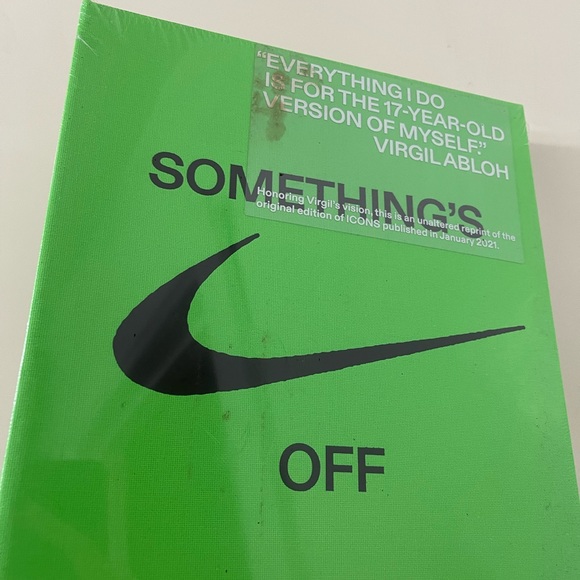 “EVERYTHING I DO
IS FOR THE 17-YEAR-OLD
VERSION OF MYSELF.”
VIRGIL ABLOH
SOMETHING'S
Honoring Virgil's vision, this is an unaltered reprint of the
original edition of ICONS published in January 2021.
OFF